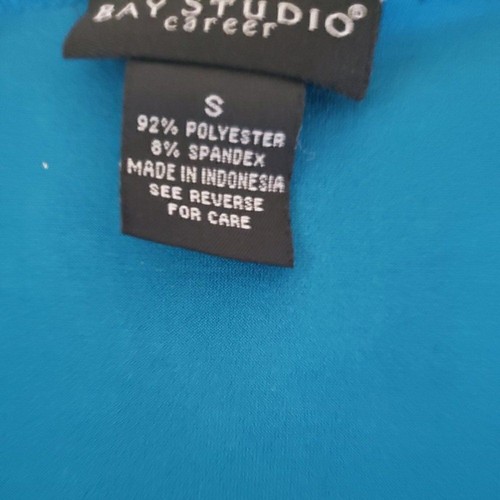 BAY STUDIO®
career
S
92% POLYESTER
8% SPANDEX
MADE IN INDONESIA
SEE REVERSE
FOR CARE